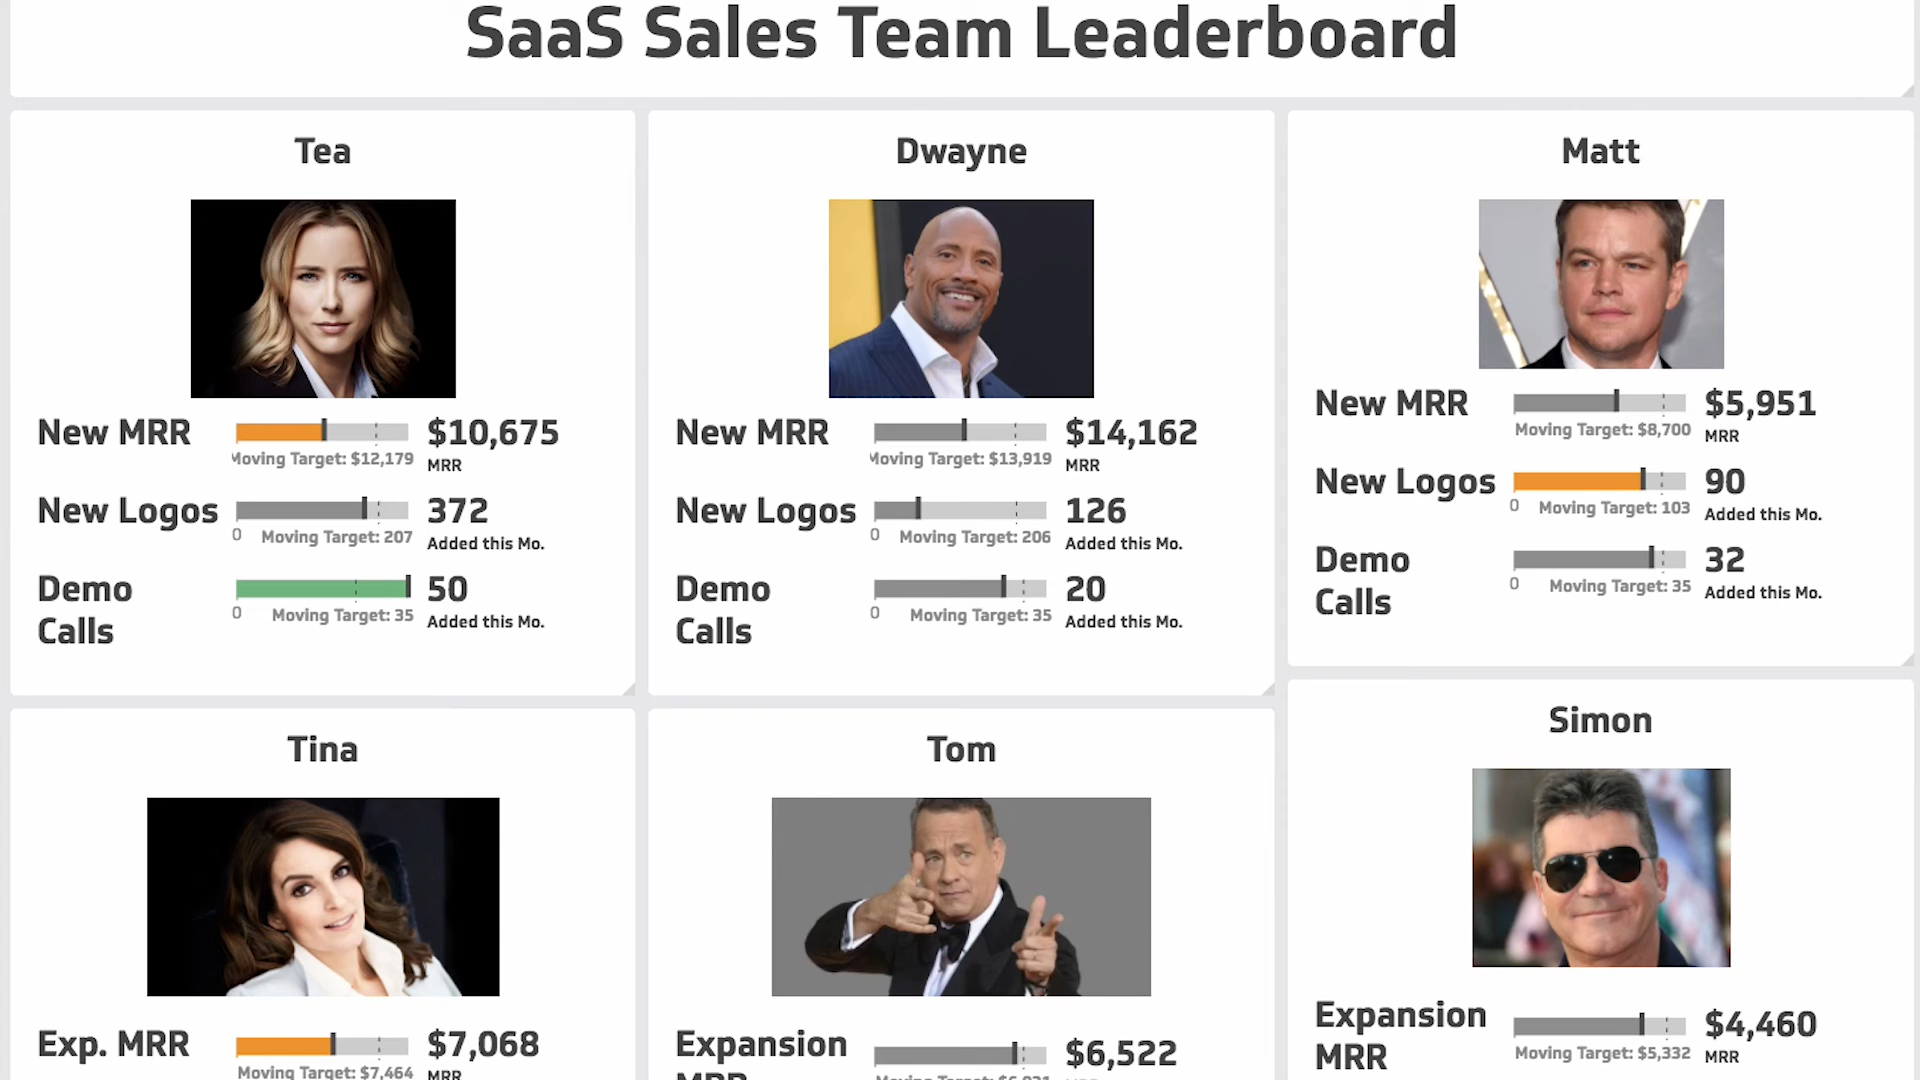 SaaS Sales Team Leaderboard
Tea
New MRR
$10,675
Moving Target: $12,179
MRR
New Logos
372
0 Moving Target: 207
Added this Mo.
Demo
Calls
50
0 Moving Target: 35
Added this Mo.
Dwayne
New MRR
$14,162
Moving Target: $13,919
MRR
New Logos
126
0 Moving Target: 206
Added this Mo.
Demo
Calls
20
0 Moving Target: 35
Added this Mo.
Matt
New MRR
$5,951
Moving Target: $8,700
MRR
New Logos
90
0 Moving Target: 103
Added this Mo.
Demo
Calls
32
0 Moving Target: 35
Added this Mo.
Tina
Exp. MRR
$7,068
Moving Target: $7,464
MRR
Tom
Expansion
MRR
$6,522
Simon
Expansion
MRR
$4,460
Moving Target: $5,332
MRR